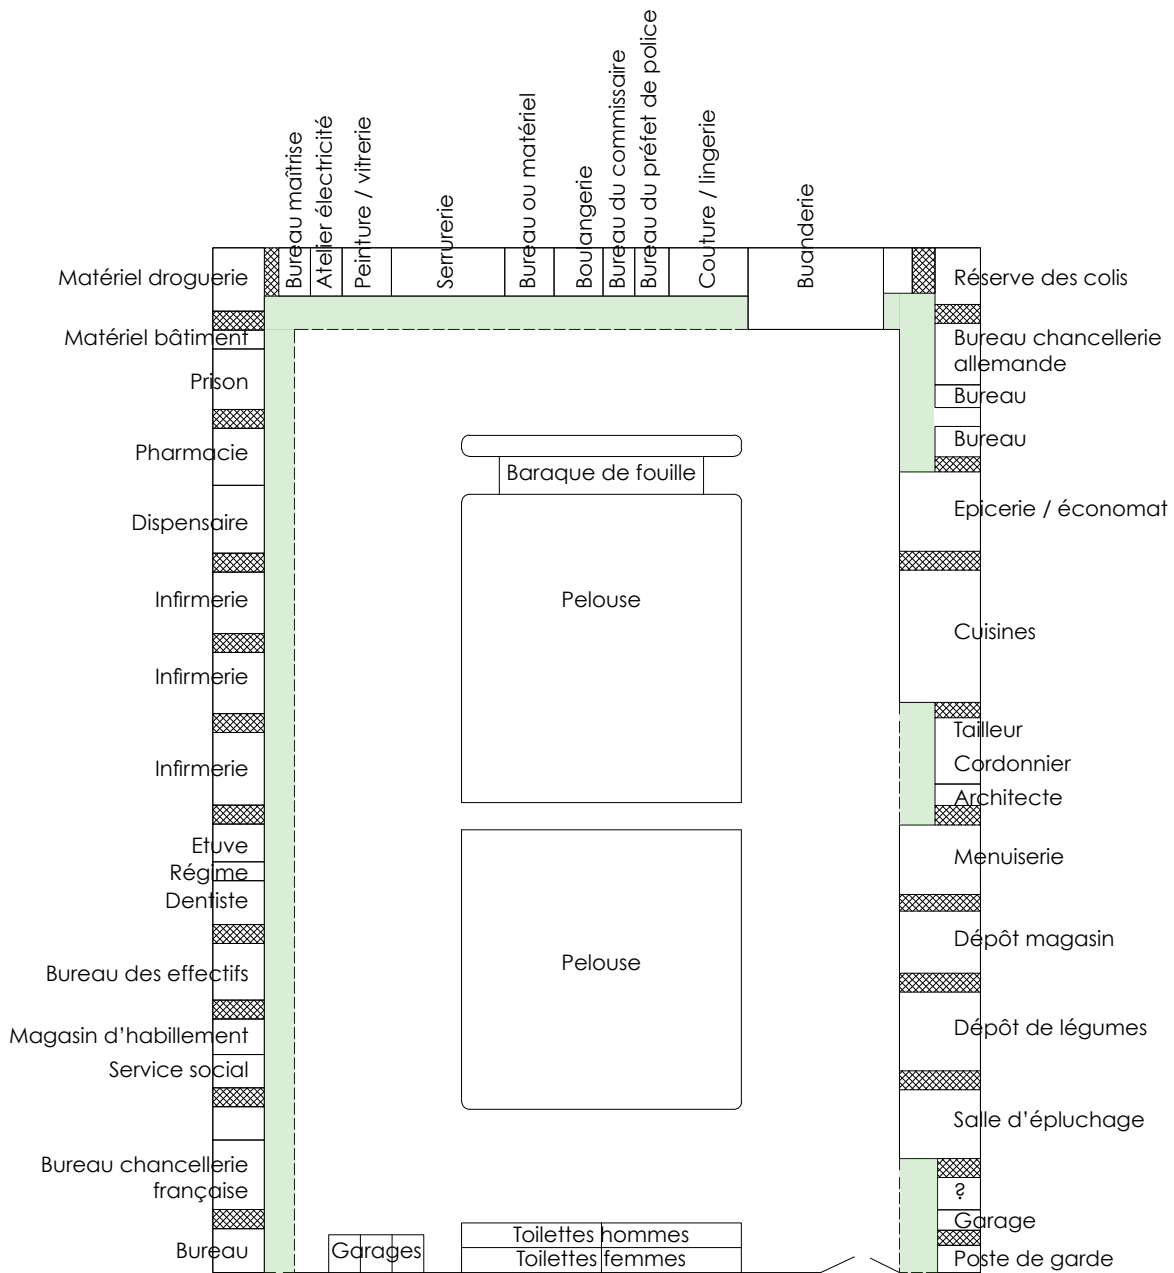 Bureau maîtrise
Atelier électricité
Peinture / vitrerie
Serrurerie
Bureau ou matériel
Boulangerie
Bureau du commissaire
Bureau du préfet de police
Couture / lingerie
Buanderie
Matériel droguerie
Matériel bâtiment
Prison
Pharmacie
Dispensaire
Infirmerie
Infirmerie
Infirmerie
Etuve
Régime
Dentiste
Bureau des effectifs
Magasin d’habillement
Service social
Bureau chancellerie
française
Bureau
Baraque de fouille
Pelouse
Pelouse
Garages
Toilettes hommes
Toilettes femmes
Réserve des colis
Bureau chancellerie
allemande
Bureau
Bureau
Epicerie / économat
Cuisines
Tailleur
Cordonnier
Architecte
Menuiserie
Dépôt magasin
Dépôt de légumes
Salle d’épluchage
?
Garage
Poste de garde